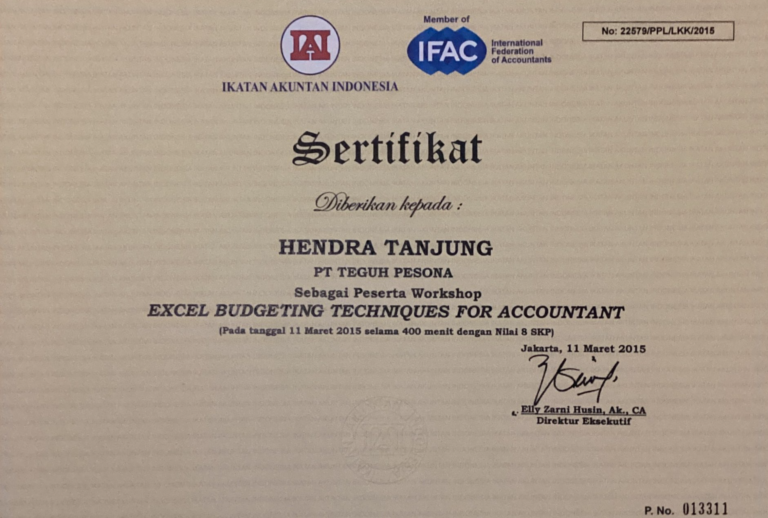 IAI
IKATAN AKUNTAN INDONESIA
Member of
IFAC
International
Federation
of Accountants
No: 22579/PPL/LKK/2015
Sertifikat
Diberikan kepada :
HENDRA TANJUNG
PT TEGUH PESONA
Sebagai Peserta Workshop
EXCEL BUDGETING TECHNIQUES FOR ACCOUNTANT
(Pada tanggal 11 Maret 2015 selama 400 menit dengan Nilai 8 SKP)
Jakarta, 11 Maret 2015
Elly Zarni Husin, Ak., CA
Direktur Eksekutif
P. No. 013311